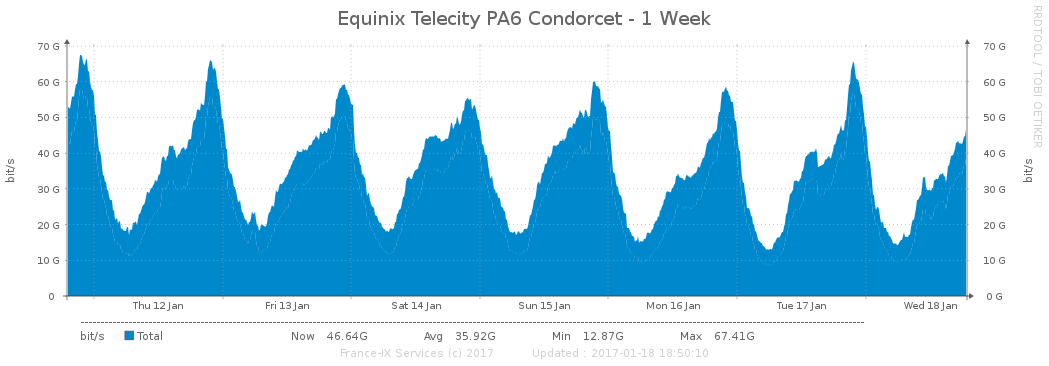 Equinix Telecity PA6 Condorcet - 1 Week
RRDTOOL / TOBI OETIKER
bit/s
70 G 70 G
60 G 60 G
50 G 50 G
40 G 40 G
30 G 30 G
20 G 20 G
10 G 10 G
0 0 G
bit/s
Thu 12 Jan Fri 13 Jan Sat 14 Jan Sun 15 Jan Mon 16 Jan Tue 17 Jan Wed 18 Jan
bit/s Total Now 46.64G Avg 35.92G Min 12.87G Max 67.41G
France-IX Services (c) 2017 Updated : 2017-01-18 18:50:10